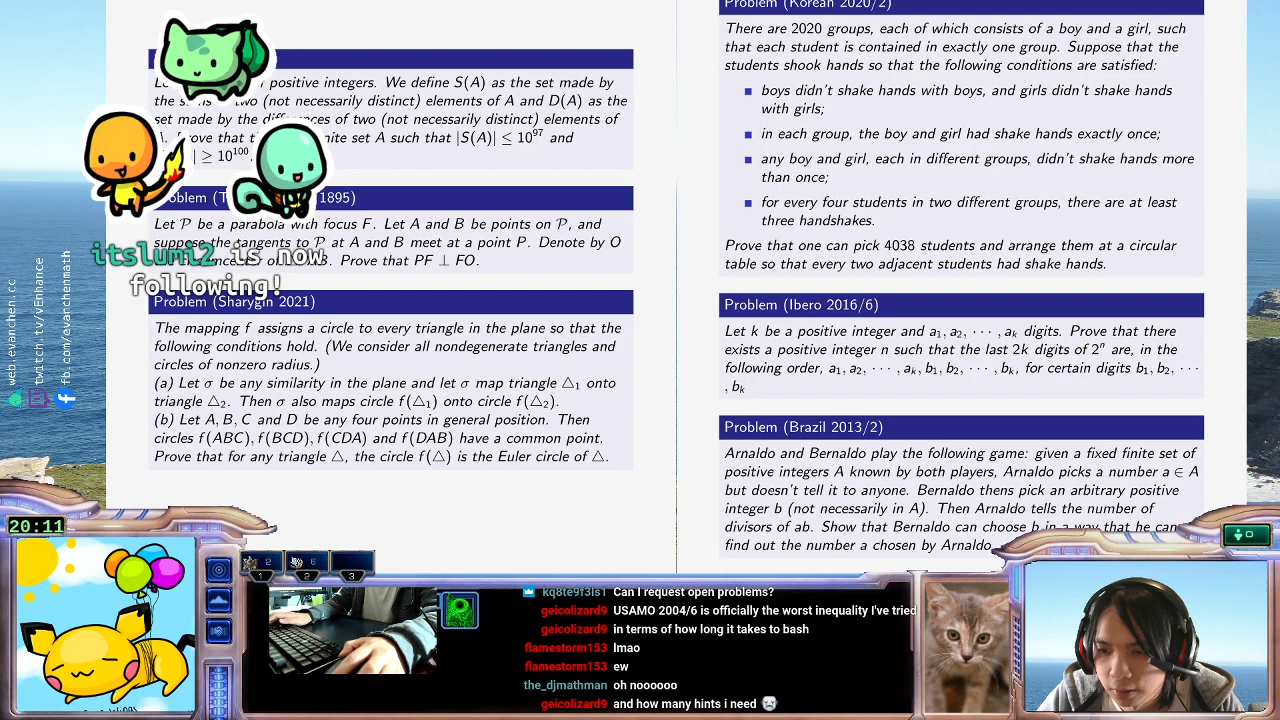 Le positive integers. We define S(A) as the set made by
the s two (not necessarily distinct) elements of A and D(A) as the
set made by the differences of two (not necessarily distinct) elements of
rove that t nite set A such that |S(A)| ≤ 10^97 and
| ≥ 10^100
oblem (T 1895)
Let P be a parabola with focus F. Let A and B be points on P, and
suppo the tangents to P at A and B meet at a point P. Denote by O
B. Prove that PF ⊥ FO.
itslumi2 is now
following!
Problem (Sharygin 2021)
The mapping f assigns a circle to every triangle in the plane so that the
following conditions hold. (We consider all nondegenerate triangles and
circles of nonzero radius.)
(a) Let σ be any similarity in the plane and let σ map triangle △1 onto
triangle △2. Then σ also maps circle f(△1) onto circle f(△2).
(b) Let A, B, C and D be any four points in general position. Then
circles f(ABC), f(BCD), f(CDA) and f(DAB) have a common point.
Prove that for any triangle △, the circle f(△) is the Euler circle of △.
Problem (Korean 2020/2)
There are 2020 groups, each of which consists of a boy and a girl, such
that each student is contained in exactly one group. Suppose that the
students shook hands so that the following conditions are satisfied:
boys didn't shake hands with boys, and girls didn't shake hands
with girls;
in each group, the boy and girl had shake hands exactly once;
any boy and girl, each in different groups, didn't shake hands more
than once;
for every four students in two different groups, there are at least
three handshakes.
Prove that one can pick 4038 students and arrange them at a circular
table so that every two adjacent students had shake hands.
Problem (Ibero 2016/6)
Let k be a positive integer and a1, a2, · · · , ak digits. Prove that there
exists a positive integer n such that the last 2k digits of 2^n are, in the
following order, a1, a2, · · · , ak, b1, b2, · · · , bk, for certain digits b1, b2, · · ·
, bk
Problem (Brazil 2013/2)
Arnaldo and Bernaldo play the following game: given a fixed finite set of
positive integers A known by both players, Arnaldo picks a number a ∈ A
but doesn't tell it to anyone. Bernaldo thens pick an arbitrary positive
integer b (not necessarily in A). Then Arnaldo tells the number of
divisors of ab. Show that Bernaldo can choose b in a way that he can
find out the number a chosen by Arnaldo
web.evanchen.cc
twitch.tv/vEnhance
fb.com/evanchenmath
20:11
2
6
1
2
3
0
kq8te9f3ls1 Can I request open problems?
geicolizard9 USAMO 2004/6 is officially the worst inequality I've tried
geicolizard9 in terms of how long it takes to bash
flamestorm153 lmao
flamestorm153 ew
the_djmathman oh noooooo
geicolizard9 and how many hints i need